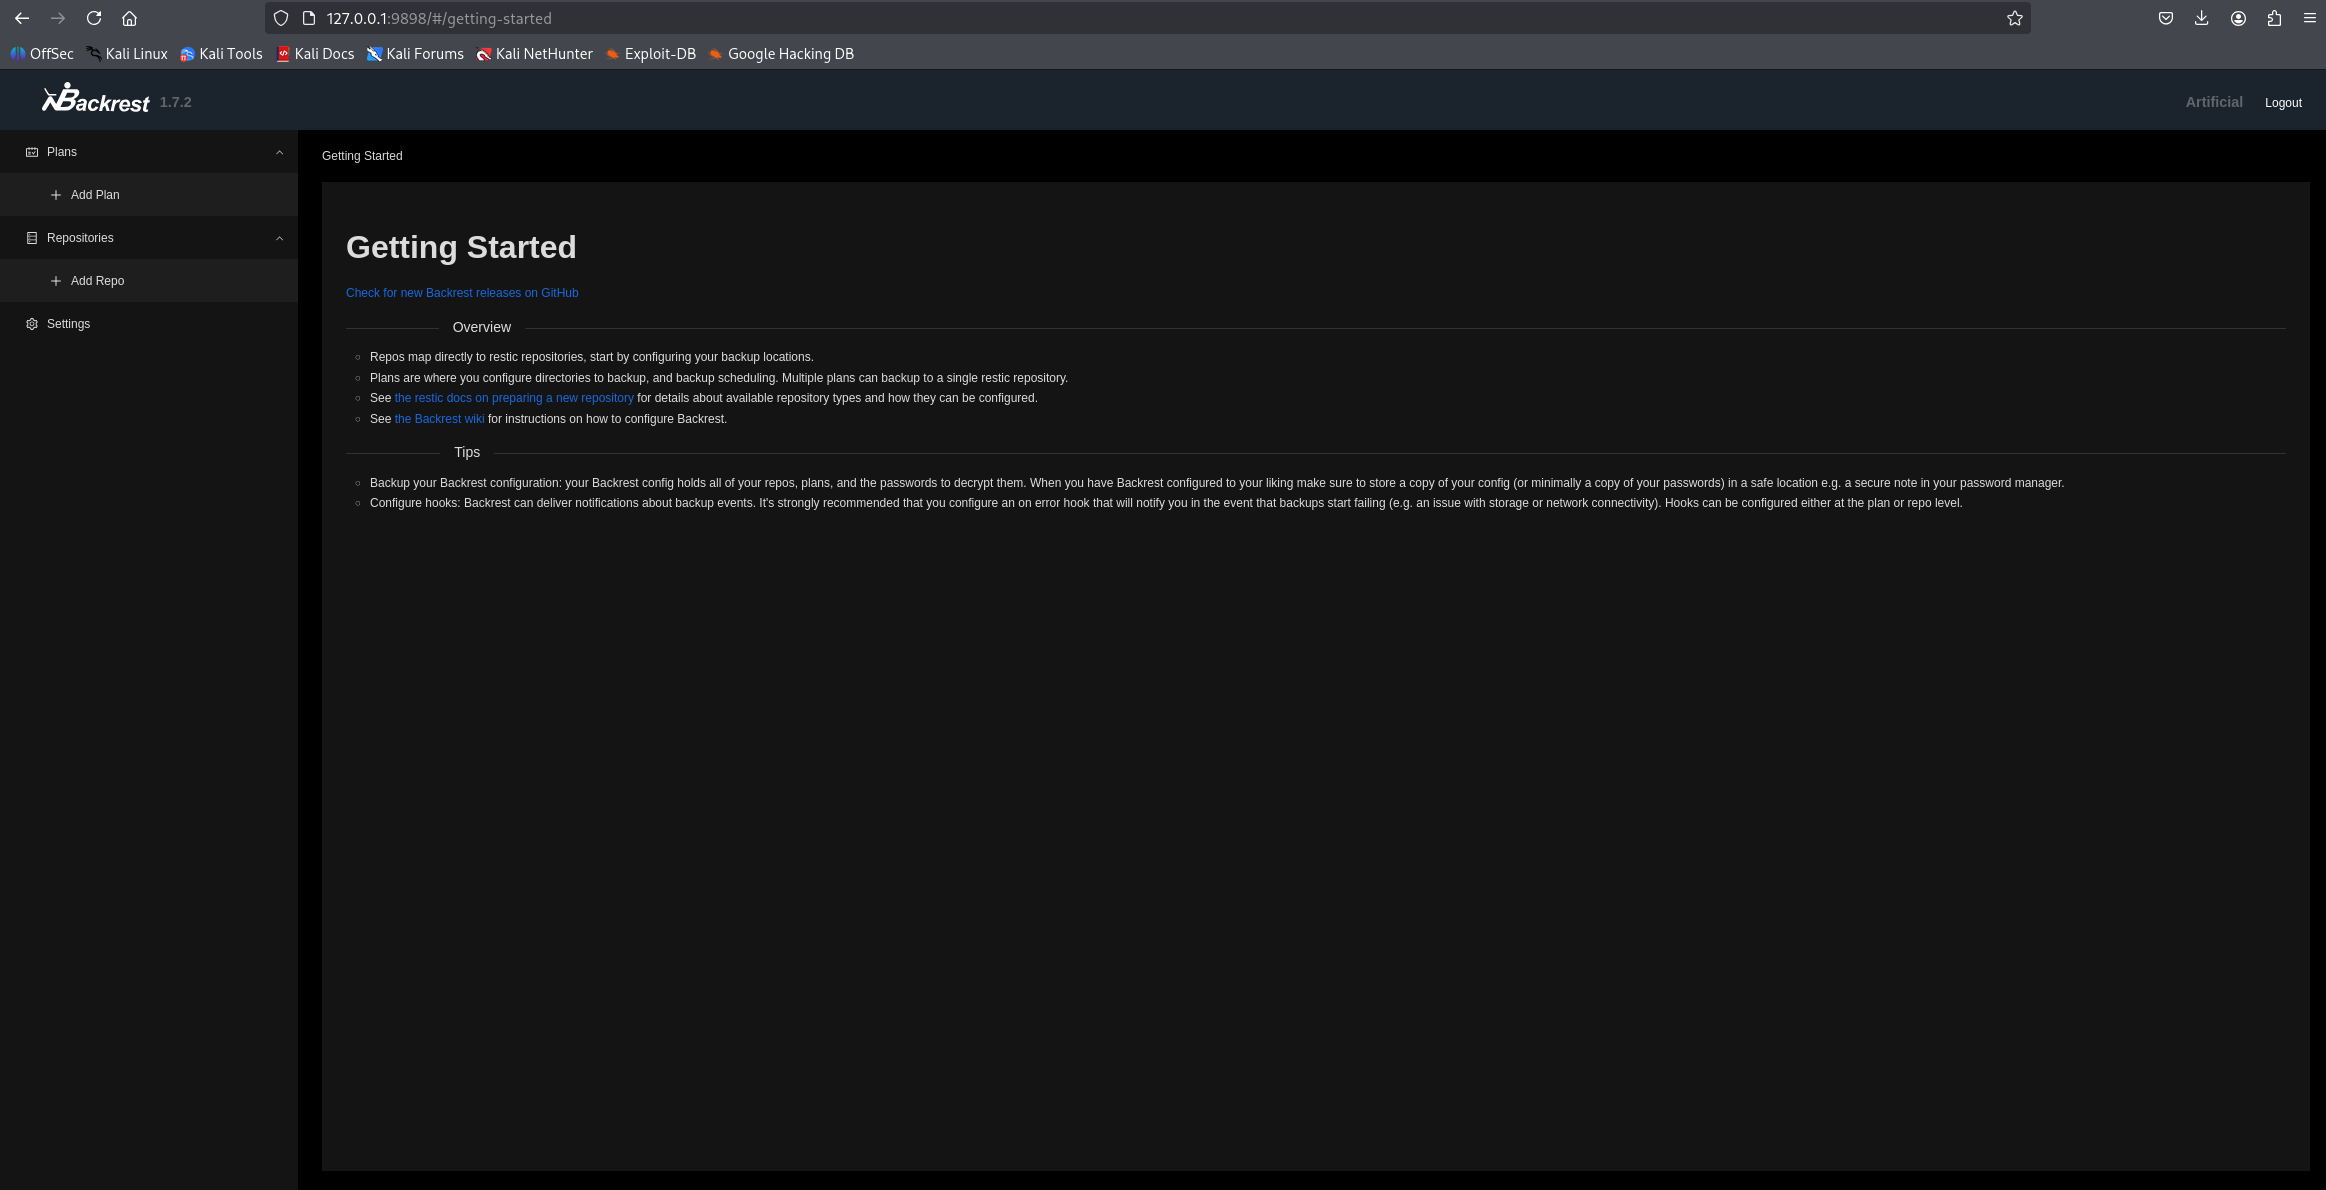 127.0.0.1:9898/#/getting-started
OffSec Kali Linux Kali Tools Kali Docs Kali Forums Kali NetHunter Exploit-DB Google Hacking DB
Backrest 1.7.2 Artificial Logout
Plans
Add Plan
Repositories
Add Repo
Settings
Getting Started
Getting Started
Check for new Backrest releases on GitHub
Overview
Repos map directly to restic repositories, start by configuring your backup locations.
Plans are where you configure directories to backup, and backup scheduling. Multiple plans can backup to a single restic repository.
See the restic docs on preparing a new repository for details about available repository types and how they can be configured.
See the Backrest wiki for instructions on how to configure Backrest.
Tips
Backup your Backrest configuration: your Backrest config holds all of your repos, plans, and the passwords to decrypt them. When you have Backrest configured to your liking make sure to store a copy of your config (or minimally a copy of your passwords) in a safe location e.g. a secure note in your password manager.
Configure hooks: Backrest can deliver notifications about backup events. It's strongly recommended that you configure an on error hook that will notify you in the event that backups start failing (e.g. an issue with storage or network connectivity). Hooks can be configured either at the plan or repo level.